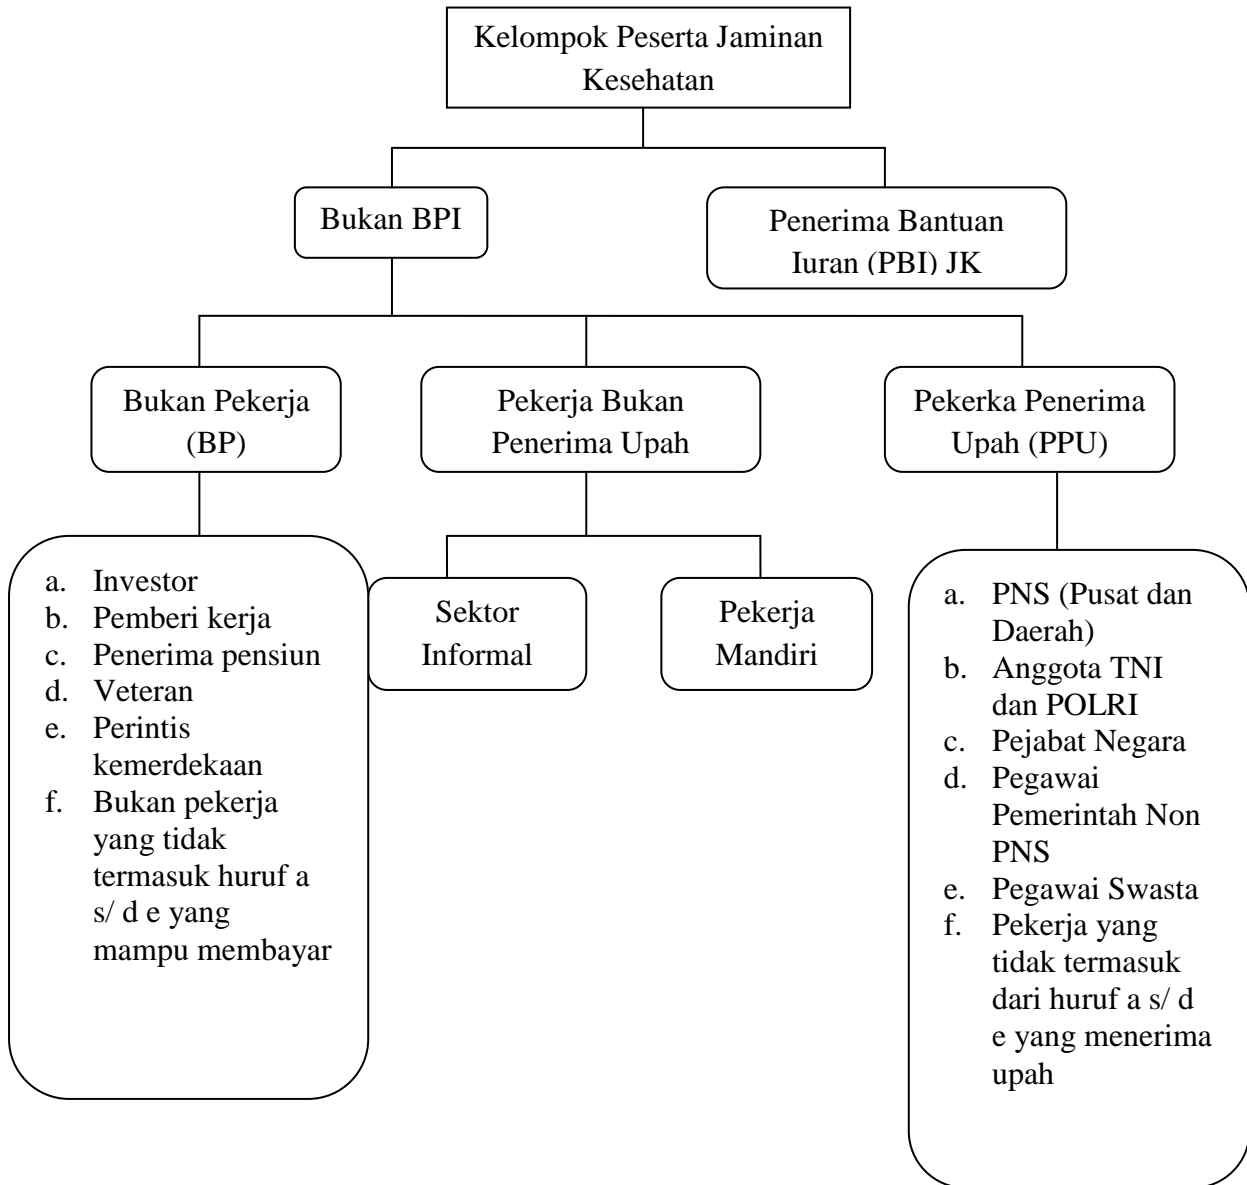 Kelompok Peserta Jaminan
Kesehatan
Bukan BPI
Penerima Bantuan
Iuran (PBI) JK
Bukan Pekerja
(BP)
Pekerja Bukan
Penerima Upah
Pekerka Penerima
Upah (PPU)
a. Investor
b. Pemberi kerja
c. Penerima pensiun
d. Veteran
e. Perintis
kemerdekaan
f. Bukan pekerja
yang tidak
termasuk huruf a
s/ d e yang
mampu membayar
Sektor
Informal
Pekerja
Mandiri
a. PNS (Pusat dan
Daerah)
b. Anggota TNI
dan POLRI
c. Pejabat Negara
d. Pegawai
Pemerintah Non
PNS
e. Pegawai Swasta
f. Pekerja yang
tidak termasuk
dari huruf a s/ d
e yang menerima
upah